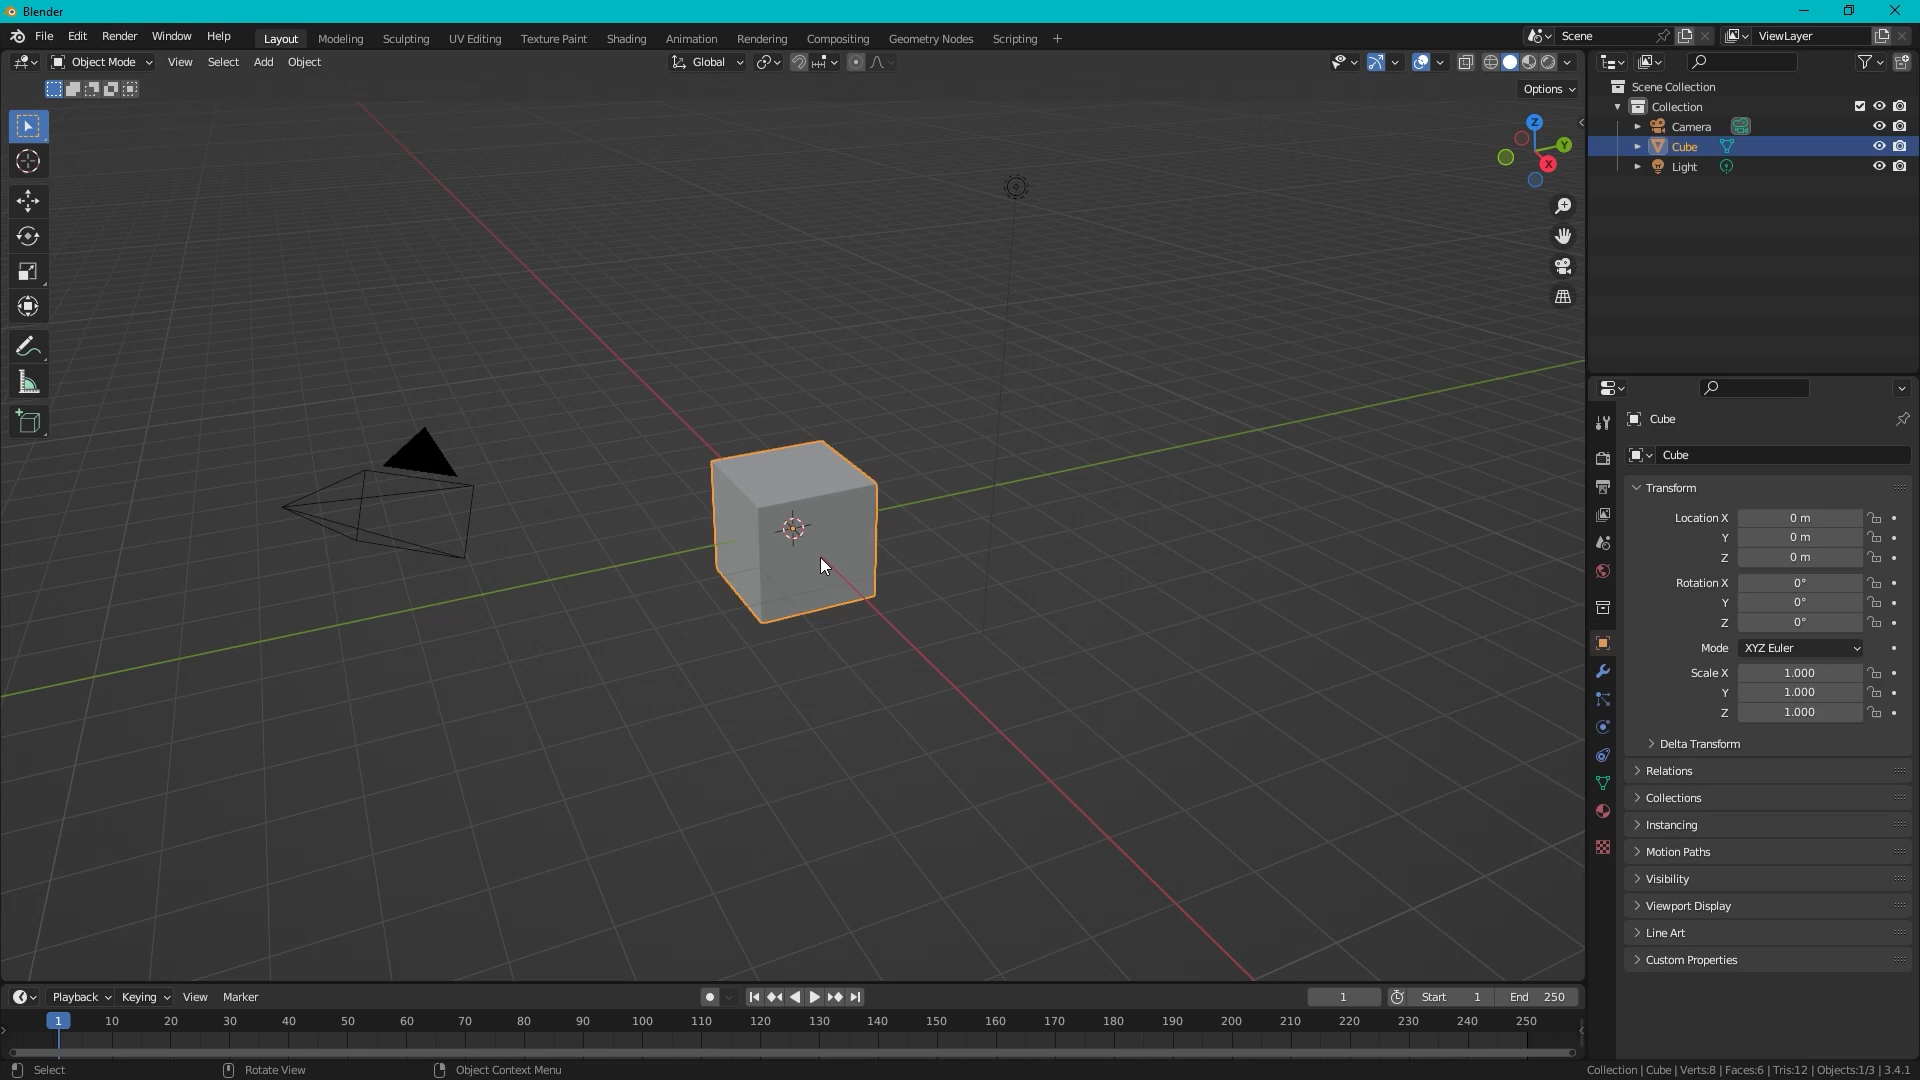 Blender
File Edit Render Window Help Layout Modeling Sculpting UV Editing Texture Paint Shading Animation Rendering Compositing Geometry Nodes Scripting + Scene ViewLayer
Object Mode View Select Add Object Global
Options
Scene Collection
Collection
Camera
Cube
Light
Z
Y
X
Cube
Cube
Transform
Location X 0 m
Y 0 m
Z 0 m
Rotation X 0°
Y 0°
Z 0°
Mode XYZ Euler
Scale X 1.000
Y 1.000
Z 1.000
Delta Transform
Relations
Collections
Instancing
Motion Paths
Visibility
Viewport Display
Line Art
Custom Properties
Playback Keying View Marker 1 Start 1 End 250
1 10 20 30 40 50 60 70 80 90 100 110 120 130 140 150 160 170 180 190 200 210 220 230 240 250
Select Rotate View Object Context Menu Collection | Cube | Verts:8 | Faces:6 | Tris:12 | Objects:1/3 | 3.4.1